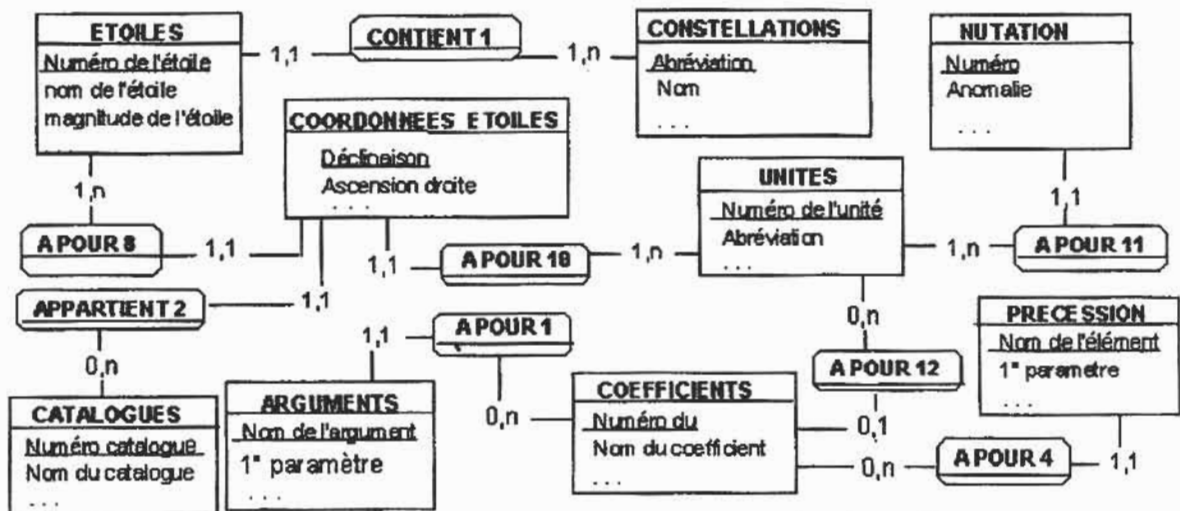 ETOILES
Numéro de l'étoile
nom de l'étoile
magnitude de l'étoile
...
1,1
CONTIENT 1
1,n
CONSTELLATIONS
Abréviation
Nom
...
NUTATION
Numéro
Anomalie
...
COORDONNEES ETOILES
Déclinaison
Ascension droite
...
UNITES
Numéro de l'unité
Abréviation
...
1,n
A POUR 8
1,1
1,1
A POUR 10
1,n
1,n
A POUR 11
1,1
APPARTIENT 2
1,1
0,n
CATALOGUES
Numéro catalogue
Nom du catalogue
...
1,1
A POUR 1
0,n
ARGUMENTS
Nom de l'argument
1° paramètre
...
COEFFICIENTS
Numéro du
Nom du coefficient
...
0,n
A POUR 12
0,1
0,n
A POUR 4
1,1
PRECESSION
Nom de l'élément
1° parametre
...